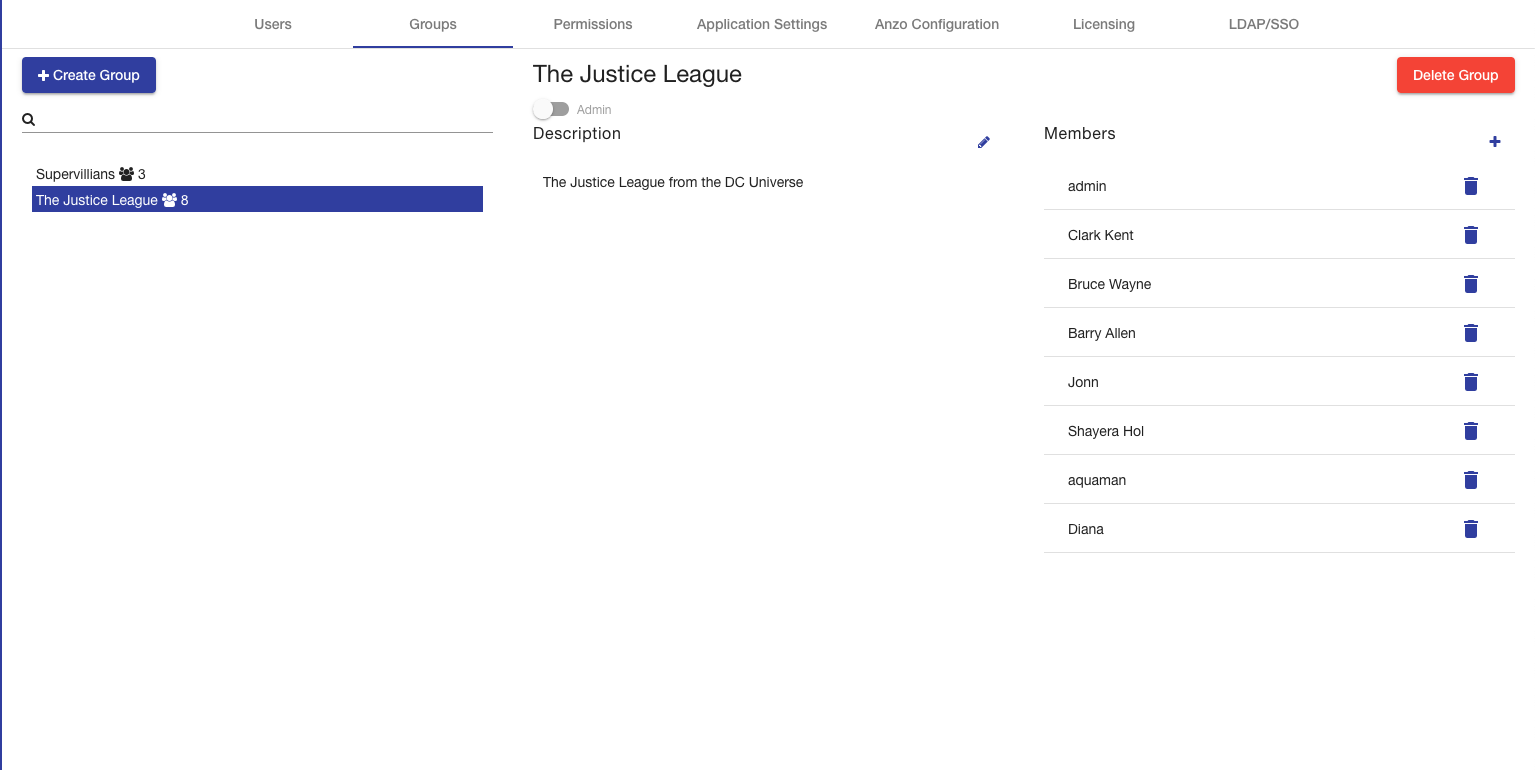 Users Groups Permissions Application Settings Anzo Configuration Licensing LDAP/SSO
Create Group
Supervillians 3
The Justice League 8
The Justice League
Delete Group
Admin
Description
The Justice League from the DC Universe
Members
admin
Clark Kent
Bruce Wayne
Barry Allen
Jonn
Shayera Hol
aquaman
Diana